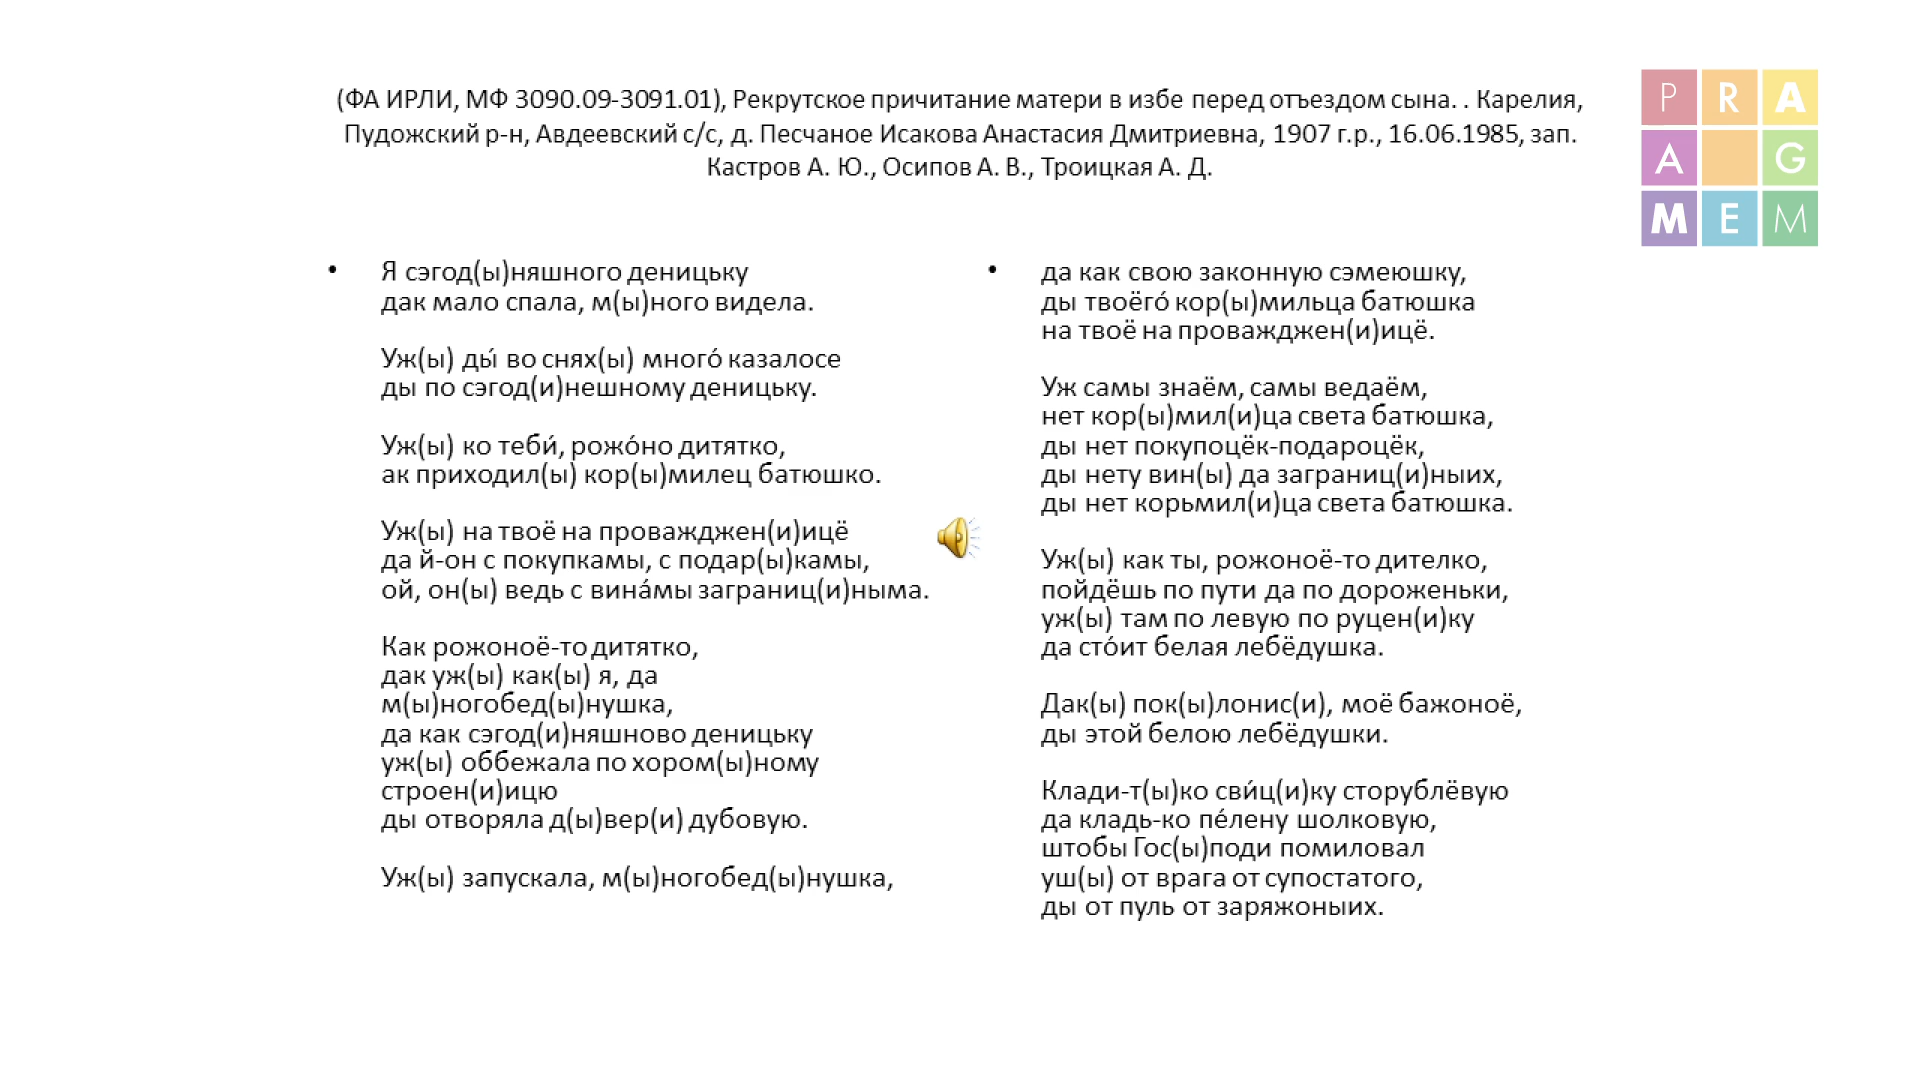 (ФА ИРЛИ, МФ 3090.09-3091.01), Рекрутское причитание матери в избе перед отъездом сына. . Карелия,
Пудожский р-н, Авдеевский с/с, д. Песчаное Исакова Анастасия Дмитриевна, 1907 г.р., 16.06.1985, зап.
Кастров А. Ю., Осипов А. В., Троицкая А. Д.
P R A
A G
M E M
• Я сэгод(ы)няшного деницьку
дак мало спала, м(ы)ного видела.
Уж(ы) ды́ во снях(ы) много́ казалосе
ды по сэгод(и)нешному деницьку.
Уж(ы) ко теби́, рожо́но дитятко,
ак приходил(ы) кор(ы)милец батюшко.
Уж(ы) на твоё на проважджен(и)ицё
да й-он с покупкамы, с подар(ы)камы,
ой, он(ы) ведь с вина́мы заграниц(и)ныма.
Как рожоноё-то дитятко,
дак уж(ы) как(ы) я, да
м(ы)ногобед(ы)нушка,
да как сэгод(и)няшново деницьку
уж(ы) оббежала по хором(ы)ному
строен(и)ицю
ды отворяла д(ы)вер(и) дубовую.
Уж(ы) запускала, м(ы)ногобед(ы)нушка,
• да как свою законную сэмеюшку,
ды твоёго́ кор(ы)мильца батюшка
на твоё на проважджен(и)ицё.
Уж самы знаём, самы ведаём,
нет кор(ы)мил(и)ца света батюшка,
ды нет покупоцёк-подароцёк,
ды нету вин(ы) да заграниц(и)ныих,
ды нет корьмил(и)ца света батюшка.
Уж(ы) как ты, рожоноё-то дителко,
пойдёшь по пути да по дороженьки,
уж(ы) там по левую по руцен(и)ку
да сто́ит белая лебёдушка.
Дак(ы) пок(ы)лонис(и), моё бажоноё,
ды этой белою лебёдушки.
Клади-т(ы)ко сви́ц(и)ку сторублёвую
да кладь-ко пе́лену шолковую,
штобы Гос(ы)поди помиловал
уш(ы) от врага от супостатого,
ды от пуль от заряжоныих.